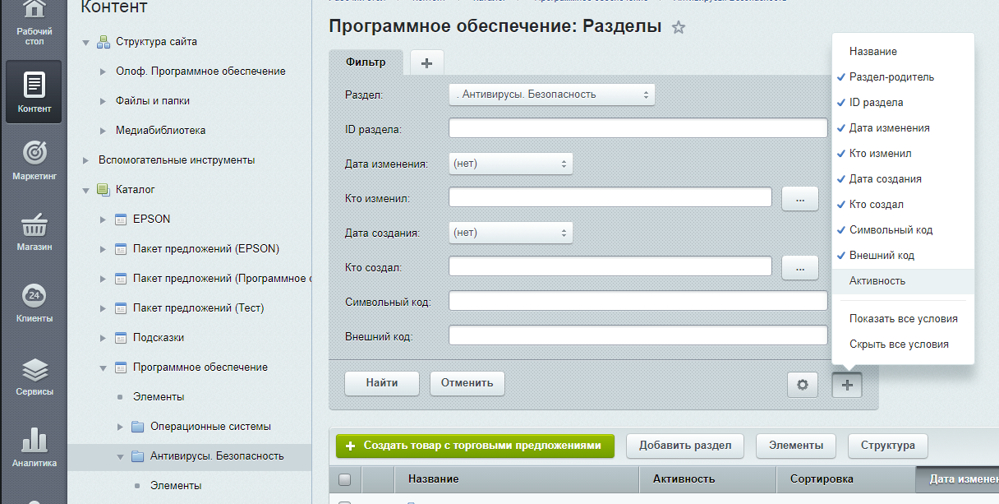 Рабочий
стол
Контент
Маркетинг
Магазин
24
Клиенты
Сервисы
Аналитика
Контент
Структура сайта
Олоф. Программное обеспечение
Файлы и папки
Медиабиблиотека
Вспомогательные инструменты
Каталог
EPSON
Пакет предложений (EPSON)
Пакет предложений (Программное о
Пакет предложений (Тест)
Подсказки
Программное обеспечение
Элементы
Операционные системы
Антивирусы. Безопасность
Элементы
Программное обеспечение: Разделы
Фильтр
Раздел:
. Антивирусы. Безопасность
ID раздела:
Дата изменения:
(нет)
Кто изменил:
...
Дата создания:
(нет)
Кто создал:
...
Символьный код:
Внешний код:
Найти
Отменить
Название
Раздел-родитель
ID раздела
Дата изменения
Кто изменил
Дата создания
Кто создал
Символьный код
Внешний код
Активность
Показать все условия
Скрыть все условия
Создать товар с торговыми предложениями
Добавить раздел
Элементы
Структура
Название
Активность
Сортировка
Дата изменен